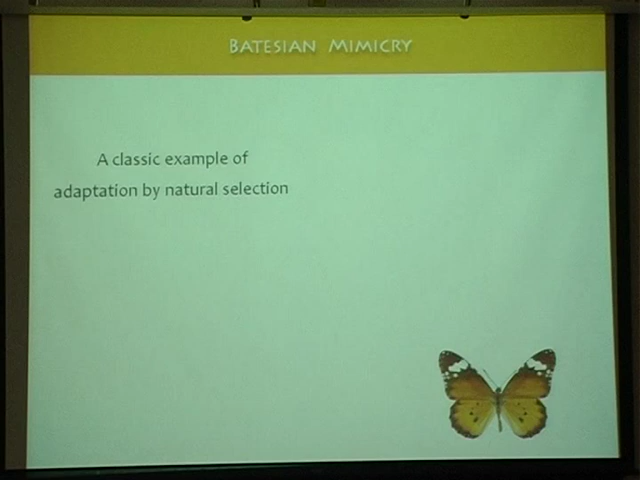 BATESIAN MIMICRY
A classic example of
adaptation by natural selection